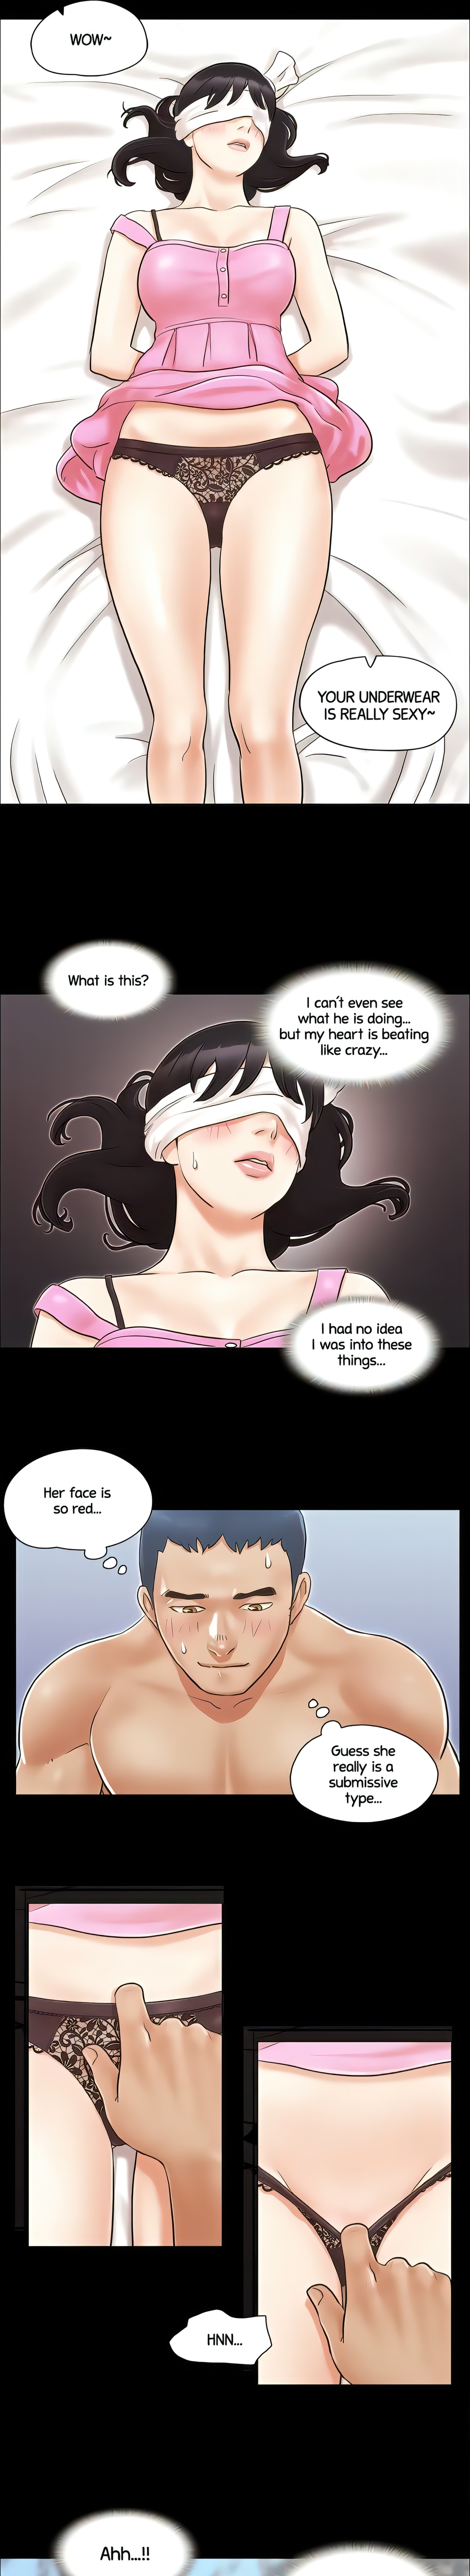 WOW~
YOUR UNDERWEAR
IS REALLY SEXY~
What is this?
I can't even see
what he is doing...
but my heart is beating
like crazy...
I had no idea
I was into these
things...
Her face is
so red...
Guess she
really is a
submissive
type...
HNN...
Ahh...!!